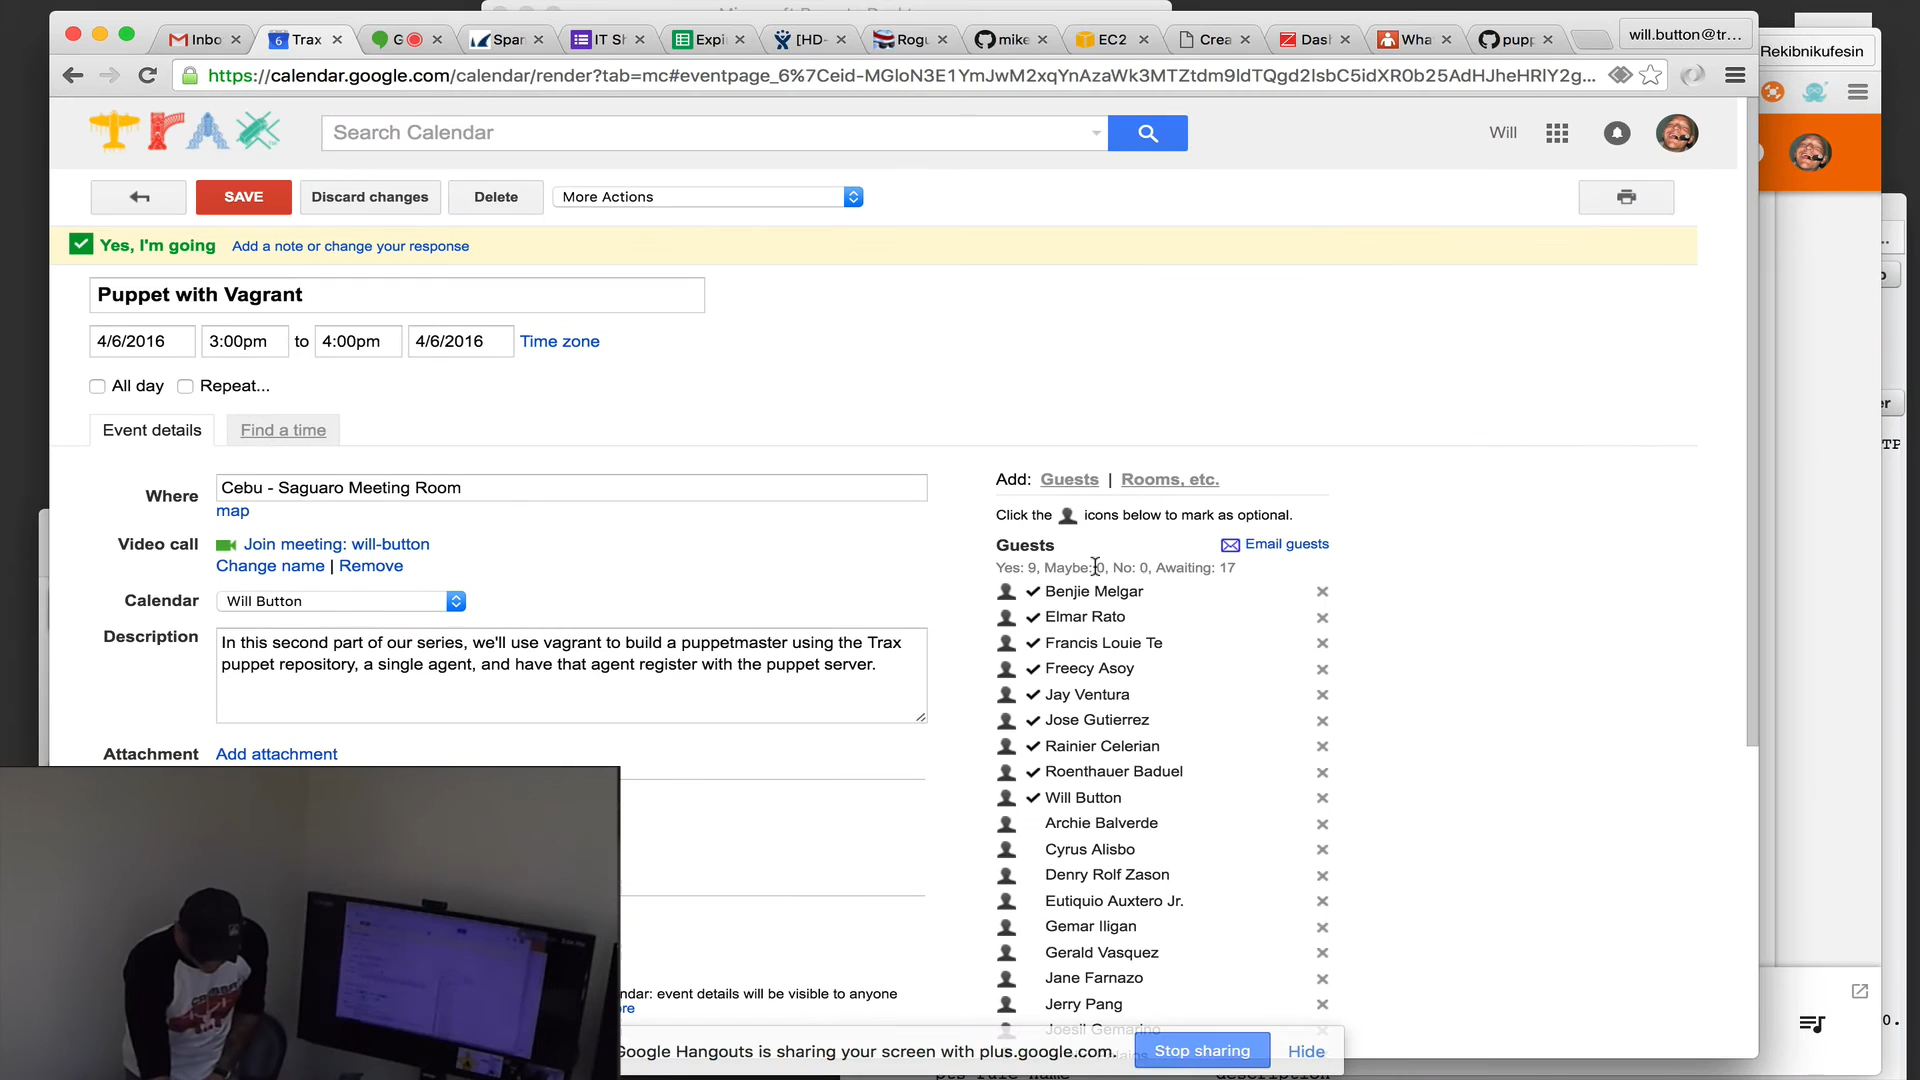 Inbo
6 Trax
G
Spar
IT S
Expi
[HD-
Rogu
mike
EC2
Crea
Das
Wha
pupp
will.button@tr...
Rekibnikufesin
https://calendar.google.com/calendar/render?tab=mc#eventpage_6%7Ceid-MGloN3E1YmJwM2xqYnAzaWk3MTZtdm9ldTQgd2lsbC5idXR0b25AdHJheHRlY2g...
TRAX
Search Calendar
Will
SAVE
Discard changes
Delete
More Actions
Yes, I'm going
Add a note or change your response
Puppet with Vagrant
4/6/2016 3:00pm to 4:00pm 4/6/2016 Time zone
All day Repeat...
Event details Find a time
Where Cebu - Saguaro Meeting Room
map
Video call Join meeting: will-button
Change name | Remove
Calendar Will Button
Description In this second part of our series, we'll use vagrant to build a puppetmaster using the Trax
puppet repository, a single agent, and have that agent register with the puppet server.
Attachment Add attachment
ndar: event details will be visible to anyone
ore
Add: Guests | Rooms, etc.
Click the icons below to mark as optional.
Guests Email guests
Yes: 9, Maybe: 0, No: 0, Awaiting: 17
Benjie Melgar
Elmar Rato
Francis Louie Te
Freecy Asoy
Jay Ventura
Jose Gutierrez
Rainier Celerian
Roenthauer Baduel
Will Button
Archie Balverde
Cyrus Alisbo
Denry Rolf Zason
Eutiquio Auxtero Jr.
Gemar Iligan
Gerald Vasquez
Jane Farnazo
Jerry Pang
Joesil Gemarino
Google Hangouts is sharing your screen with plus.google.com. Stop sharing Hide
er
TP
0.